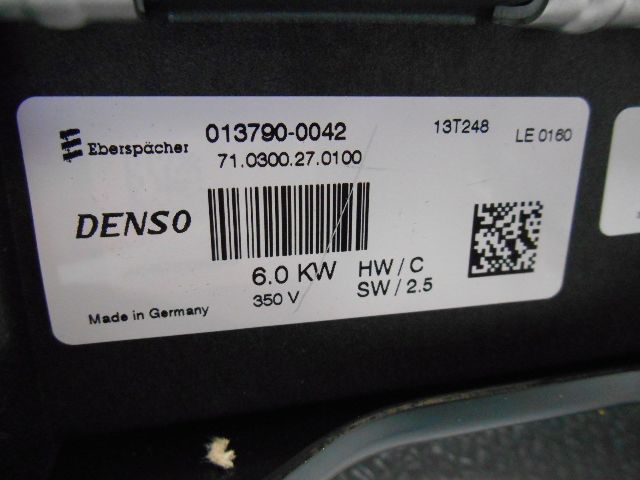 Eberspächer
013790-0042
13T248
LE 0160
71.0300.27.0100
DENSO
6.0 KW HW / C
350 V SW / 2.5
Made in Germany